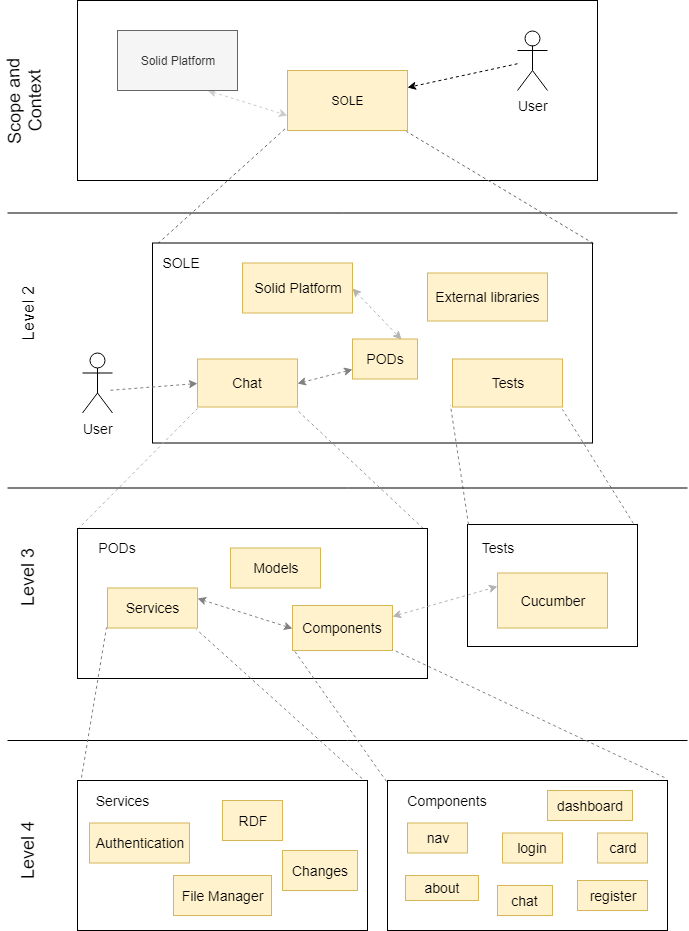 Scope and
Context
Solid Platform
SOLE
User
Level 2
SOLE
Solid Platform
External libraries
PODs
Chat
Tests
User
Level 3
PODs
Models
Services
Components
Tests
Cucumber
Level 4
Services
RDF
Authentication
Changes
File Manager
Components
dashboard
nav
login
card
about
chat
register